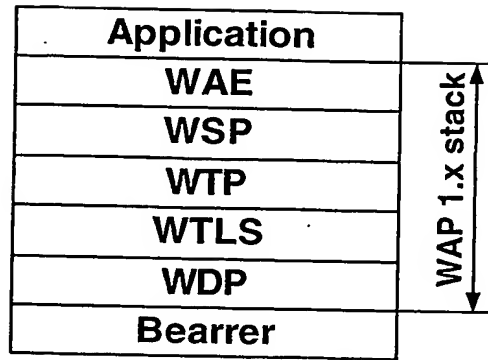 Application
WAE
WSP
WTP
WTLS
WDP
Bearrer
WAP 1.x stack